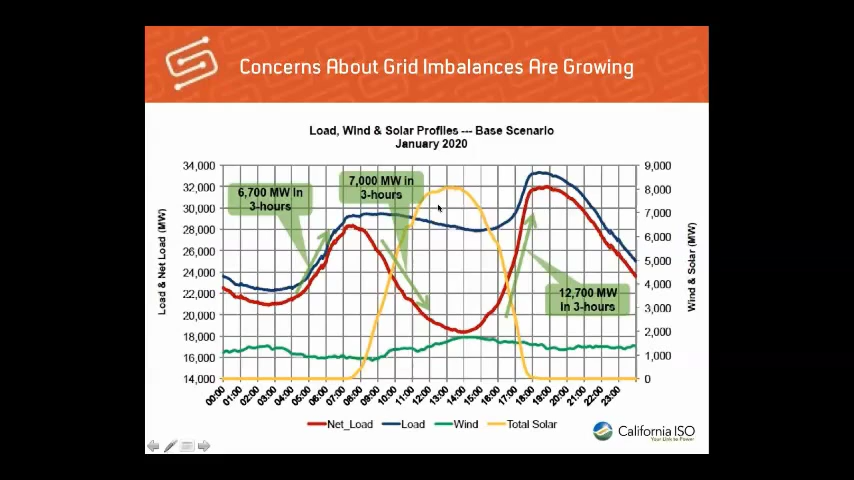 Concerns About Grid Imbalances Are Growing
Load, Wind & Solar Profiles --- Base Scenario
January 2020
34,000
32,000
30,000
28,000
26,000
24,000
22,000
20,000
18,000
16,000
14,000
Load & Net Load (MW)
6,700 MW in
3-hours
7,000 MW in
3-hours
12,700 MW
in 3-hours
9,000
8,000
7,000
6,000
5,000
4,000
3,000
2,000
1,000
0
Wind & Solar (MW)
00:00 01:00 02:00 03:00 04:00 05:00 06:00 07:00 08:00 09:00 10:00 11:00 12:00 13:00 14:00 15:00 16:00 17:00 18:00 19:00 20:00 21:00 22:00 23:00
Net_Load Load Wind Total Solar
California ISO
Your Link to Power